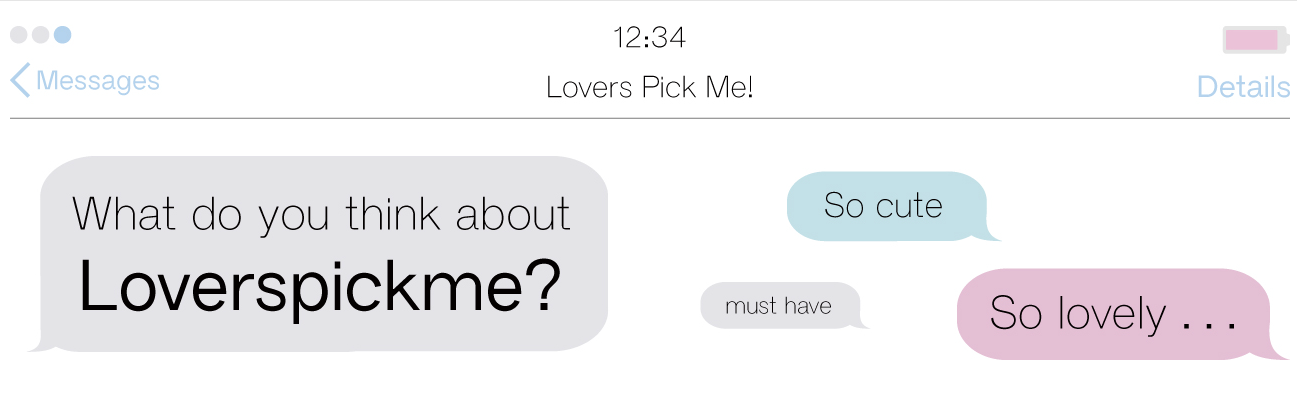 12:34
Messages
Lovers Pick Me!
Details
What do you think about
Loverspickme?
So cute
must have
So lovely ...